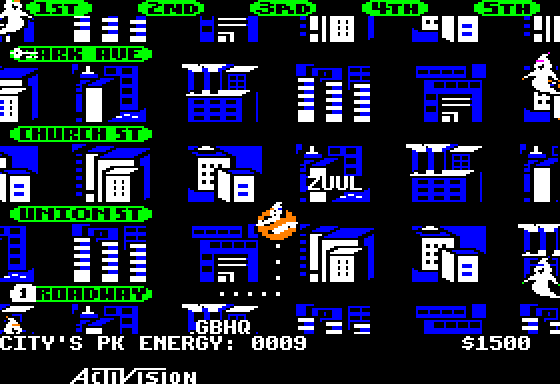 1ST 2ND 3RD 4TH 5TH
PARK AVE
CHURCH ST
ZUUL
UNION ST
BROADWAY
GBHQ
CITY'S PK ENERGY: 0009 $1500
ACTIVISION